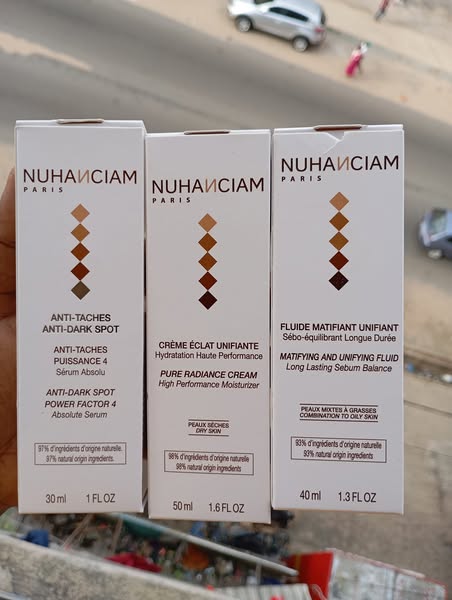 NUHANCIAM
PARIS
ANTI-TACHES
ANTI-DARK SPOT
ANTI-TACHES
PUISSANCE 4
Sérum Absolu
ANTI-DARK SPOT
POWER FACTOR 4
Absolute Serum
97% d'ingrédients d'origine naturelle.
97% natural origin ingredients.
30 ml 1 FL OZ
NUHANCIAM
PARIS
CRÈME ÉCLAT UNIFIANTE
Hydratation Haute Performance
PURE RADIANCE CREAM
High Performance Moisturizer
PEAUX SÈCHES
DRY SKIN
98% d'ingrédients d'origine naturelle
98% natural origin ingredients
50 ml 1.6 FL OZ
NUHANCIAM
PARIS
FLUIDE MATIFIANT UNIFIANT
Sébo-équilibrant Longue Durée
MATIFYING AND UNIFYING FLUID
Long Lasting Sebum Balance
PEAUX MIXTES À GRASSES
COMBINATION TO OILY SKIN
93% d'ingrédients d'origine naturelle.
93% natural origin ingredients.
40 ml 1.3 FL OZ